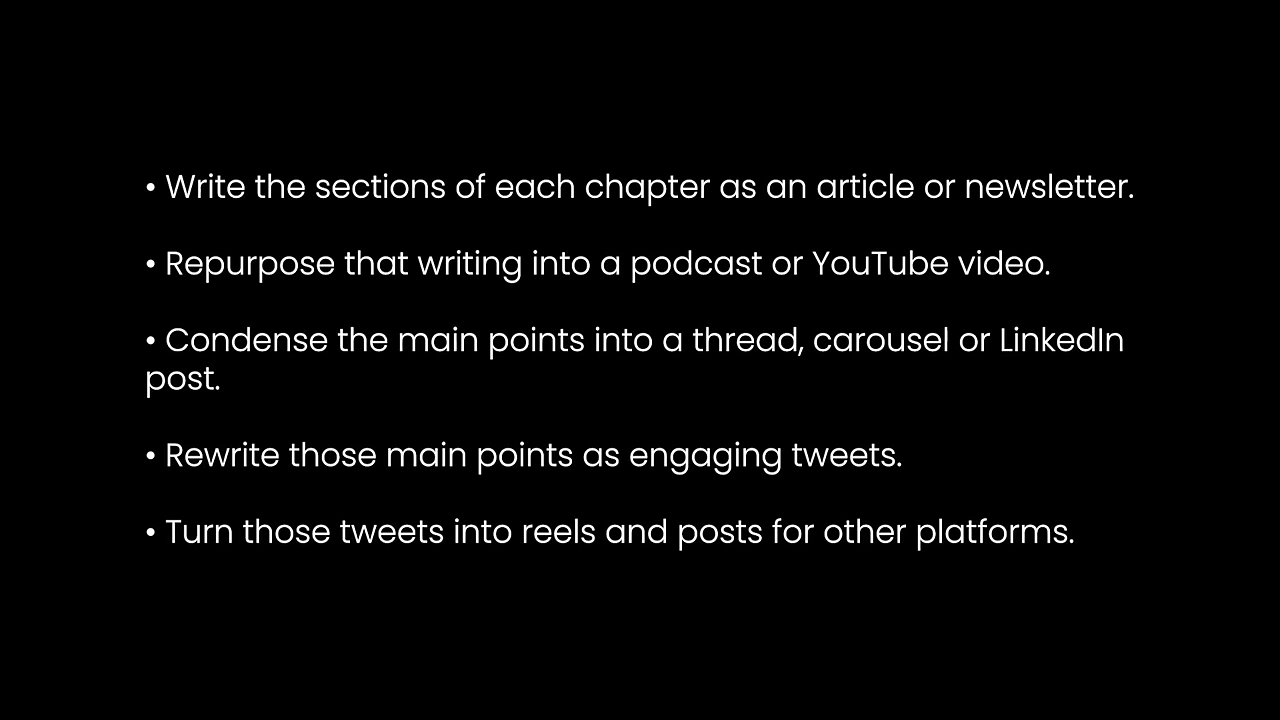 • Write the sections of each chapter as an article or newsletter.
• Repurpose that writing into a podcast or YouTube video.
• Condense the main points into a thread, carousel or LinkedIn
post.
• Rewrite those main points as engaging tweets.
• Turn those tweets into reels and posts for other platforms.